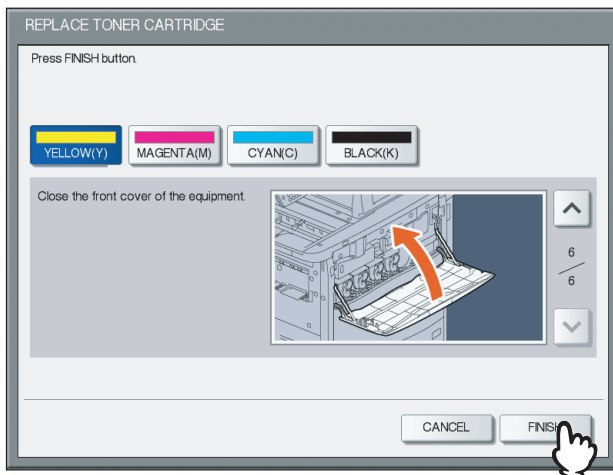 REPLACE TONER CARTRIDGE
Press FINISH button.
YELLOW(Y) MAGENTA(M) CYAN(C) BLACK(K)
Close the front cover of the equipment.
6
6
CANCEL FINISH